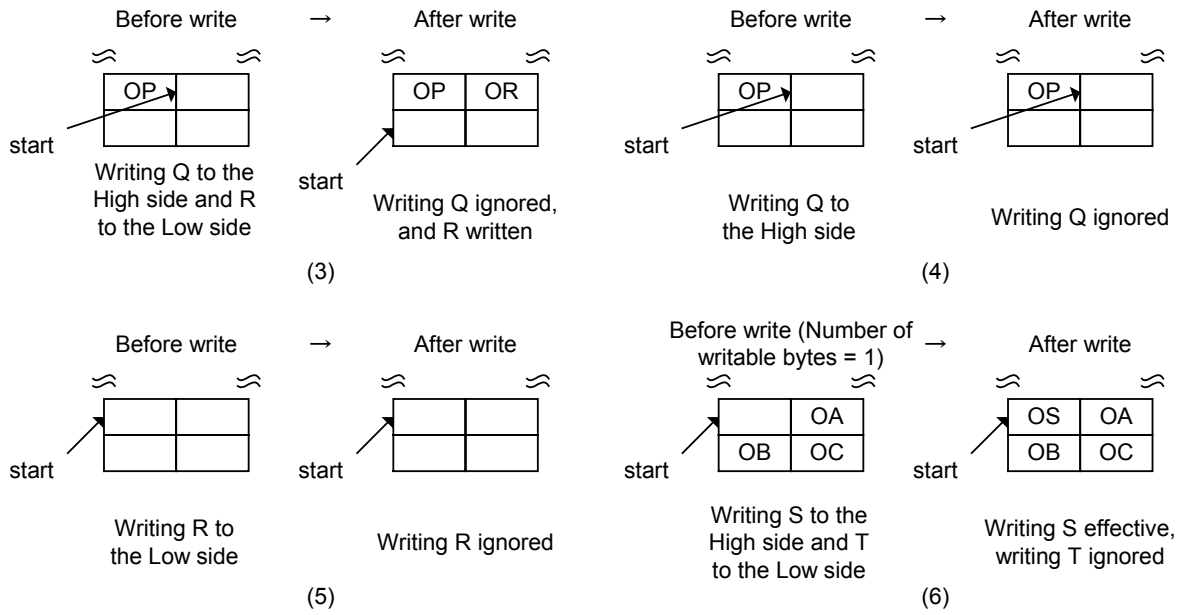 Before write → After write
OP
start
Writing Q to the
High side and R
to the Low side
OP OR
start
Writing Q ignored,
and R written
(3)
Before write → After write
OP
start
Writing Q to
the High side
OP
start
Writing Q ignored
(4)
Before write → After write
start
Writing R to
the Low side
start
Writing R ignored
(5)
Before write (Number of
writable bytes = 1)
→ After write
OA
OB OC
start
Writing S to the
High side and T
to the Low side
OS OA
OB OC
start
Writing S effective,
writing T ignored
(6)